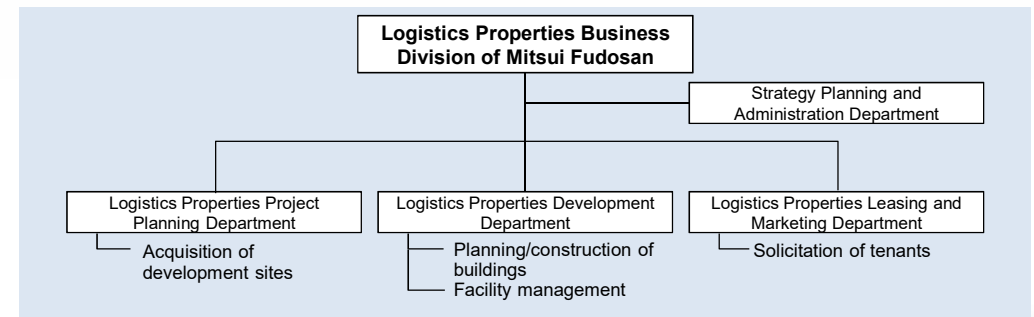 Logistics Properties Business
Division of Mitsui Fudosan
Strategy Planning and
Administration Department
Logistics Properties Project
Planning Department
Acquisition of
development sites
Logistics Properties Development
Department
Planning/construction of
buildings
Facility management
Logistics Properties Leasing and
Marketing Department
Solicitation of tenants